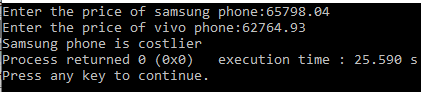 Enter the price of samsung phone:65798.04
Enter the price of vivo phone:62764.93
Samsung phone is costlier
Process returned 0 (0x0)   execution time : 25.590 s
Press any key to continue.